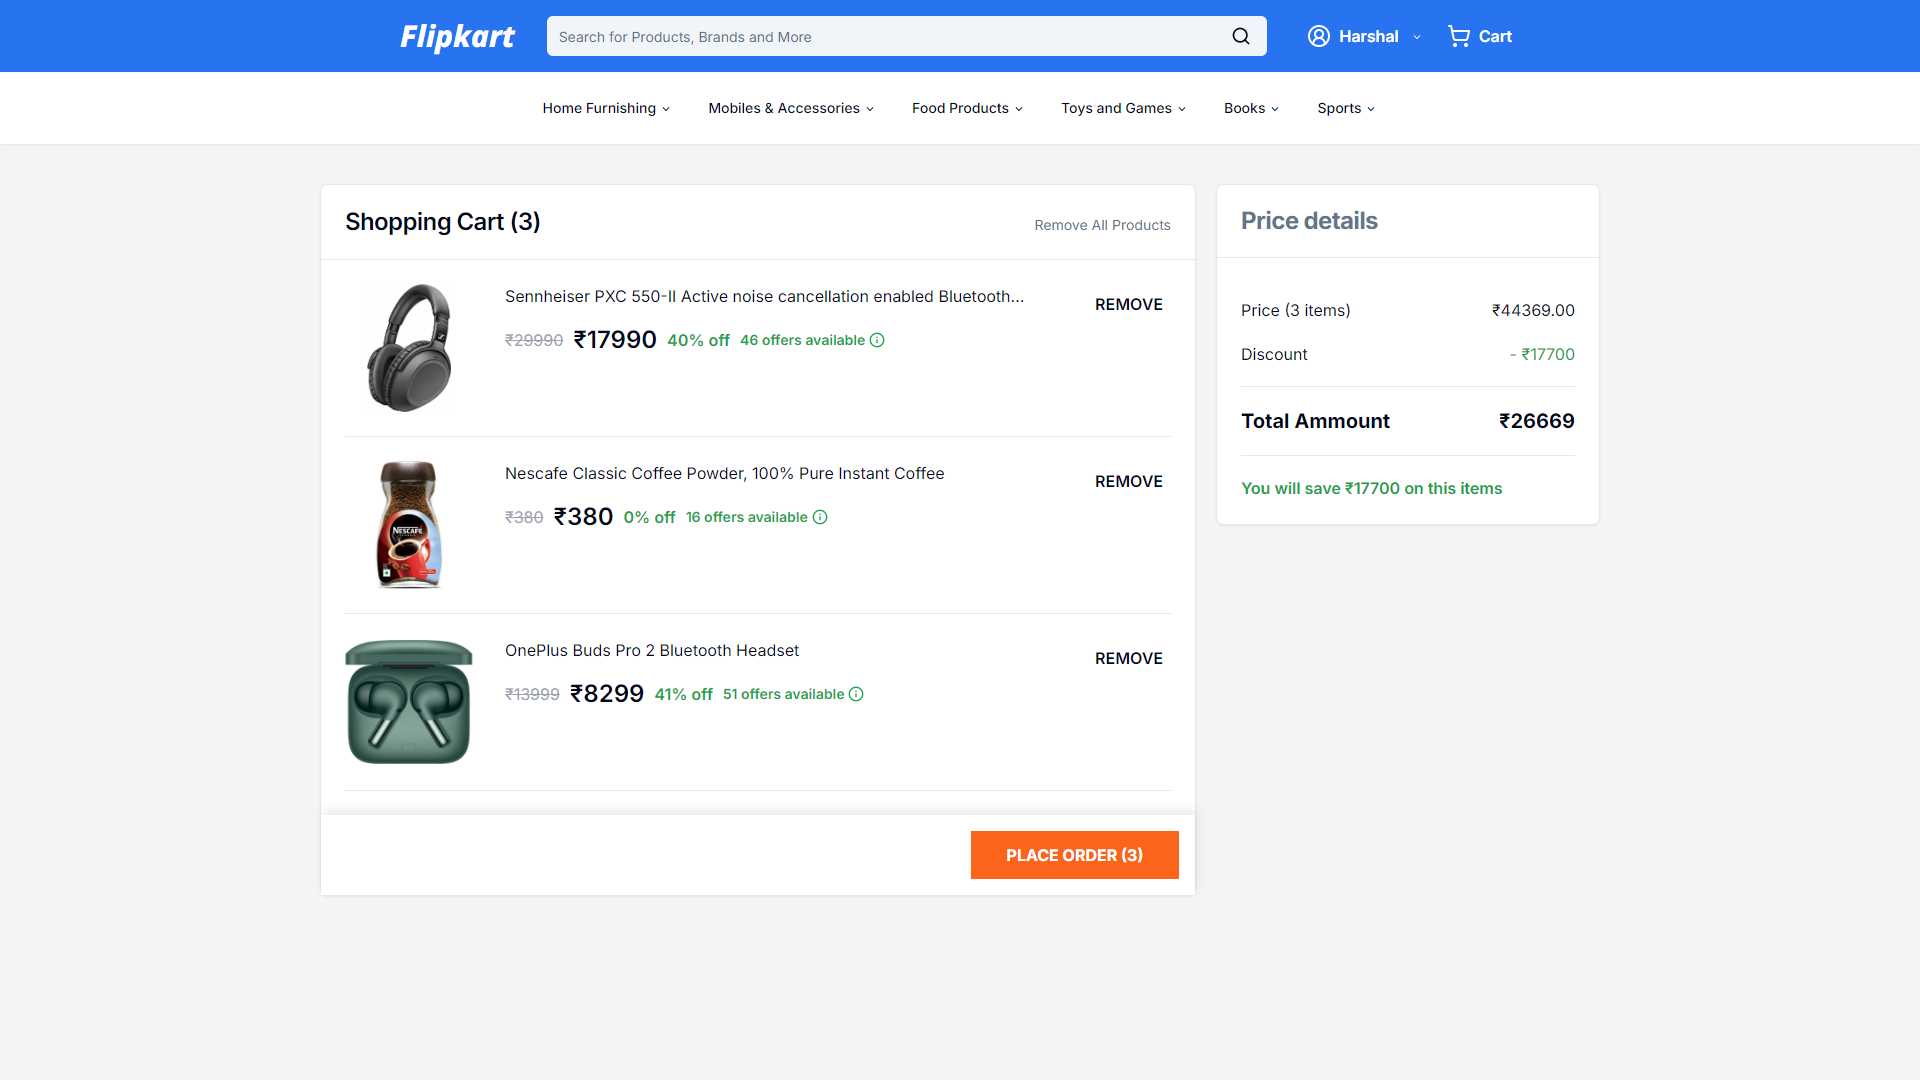 Flipkart
Search for Products, Brands and More
Harshal
Cart
Home Furnishing
Mobiles & Accessories
Food Products
Toys and Games
Books
Sports
Shopping Cart (3)
Remove All Products
Sennheiser PXC 550-II Active noise cancellation enabled Bluetooth...
REMOVE
₹29990 ₹17990 40% off 46 offers available
Nescafe Classic Coffee Powder, 100% Pure Instant Coffee
REMOVE
₹380 ₹380 0% off 16 offers available
NESCAFE
OnePlus Buds Pro 2 Bluetooth Headset
REMOVE
₹13999 ₹8299 41% off 51 offers available
PLACE ORDER (3)
Price details
Price (3 items) ₹44369.00
Discount - ₹17700
Total Ammount ₹26669
You will save ₹17700 on this items